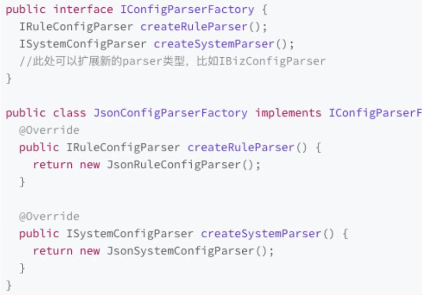 public interface IConfigParserFactory {
  IRuleConfigParser createRuleParser();
  ISystemConfigParser createSystemParser();
  //此处可以扩展新的parser类型，比如IBizConfigParser
}

public class JsonConfigParserFactory implements IConfigParserF
  @Override
  public IRuleConfigParser createRuleParser() {
    return new JsonRuleConfigParser();
  }

  @Override
  public ISystemConfigParser createSystemParser() {
    return new JsonSystemConfigParser();
  }
}